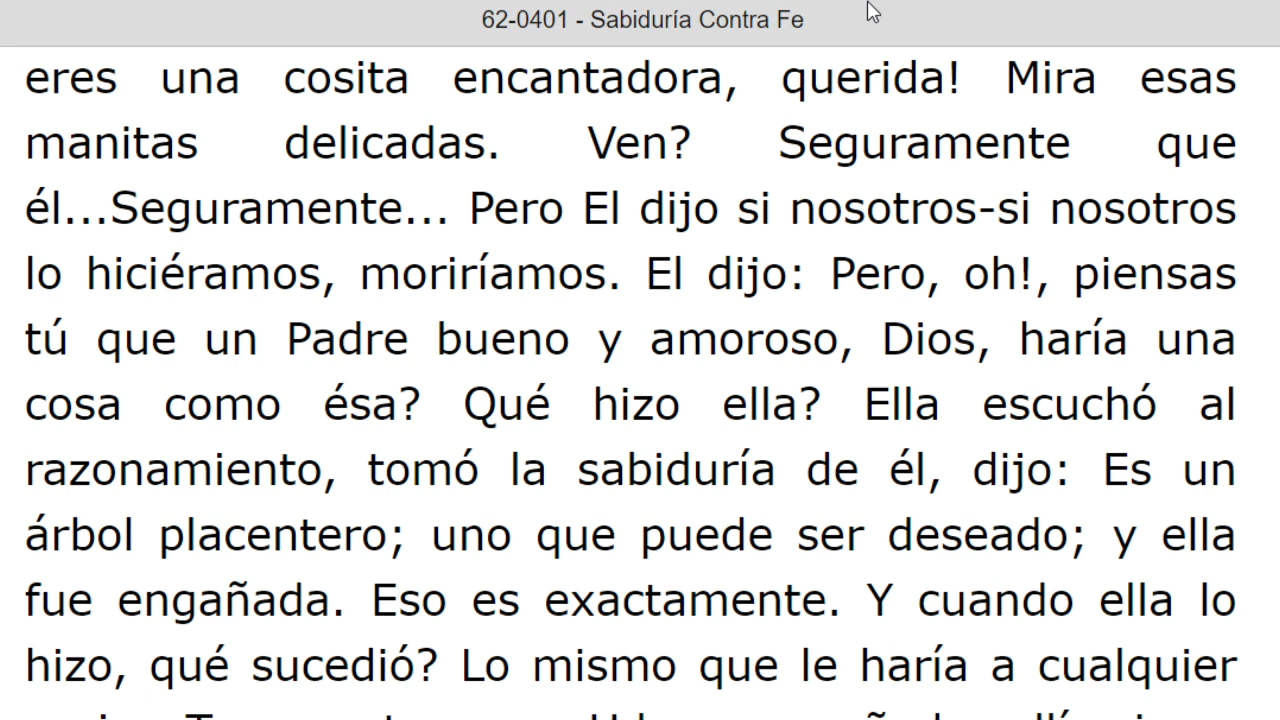 62-0401 - Sabiduría Contra Fe
eres una cosita encantadora, querida! Mira esas
manitas delicadas. Ven? Seguramente que
él...Seguramente... Pero El dijo si nosotros-si nosotros
lo hiciéramos, moriríamos. El dijo: Pero, oh!, piensas
tú que un Padre bueno y amoroso, Dios, haría una
cosa como ésa? Qué hizo ella? Ella escuchó al
razonamiento, tomó la sabiduría de él, dijo: Es un
árbol placentero; uno que puede ser deseado; y ella
fue engañada. Eso es exactamente. Y cuando ella lo
hizo, qué sucedió? Lo mismo que le haría a cualquier